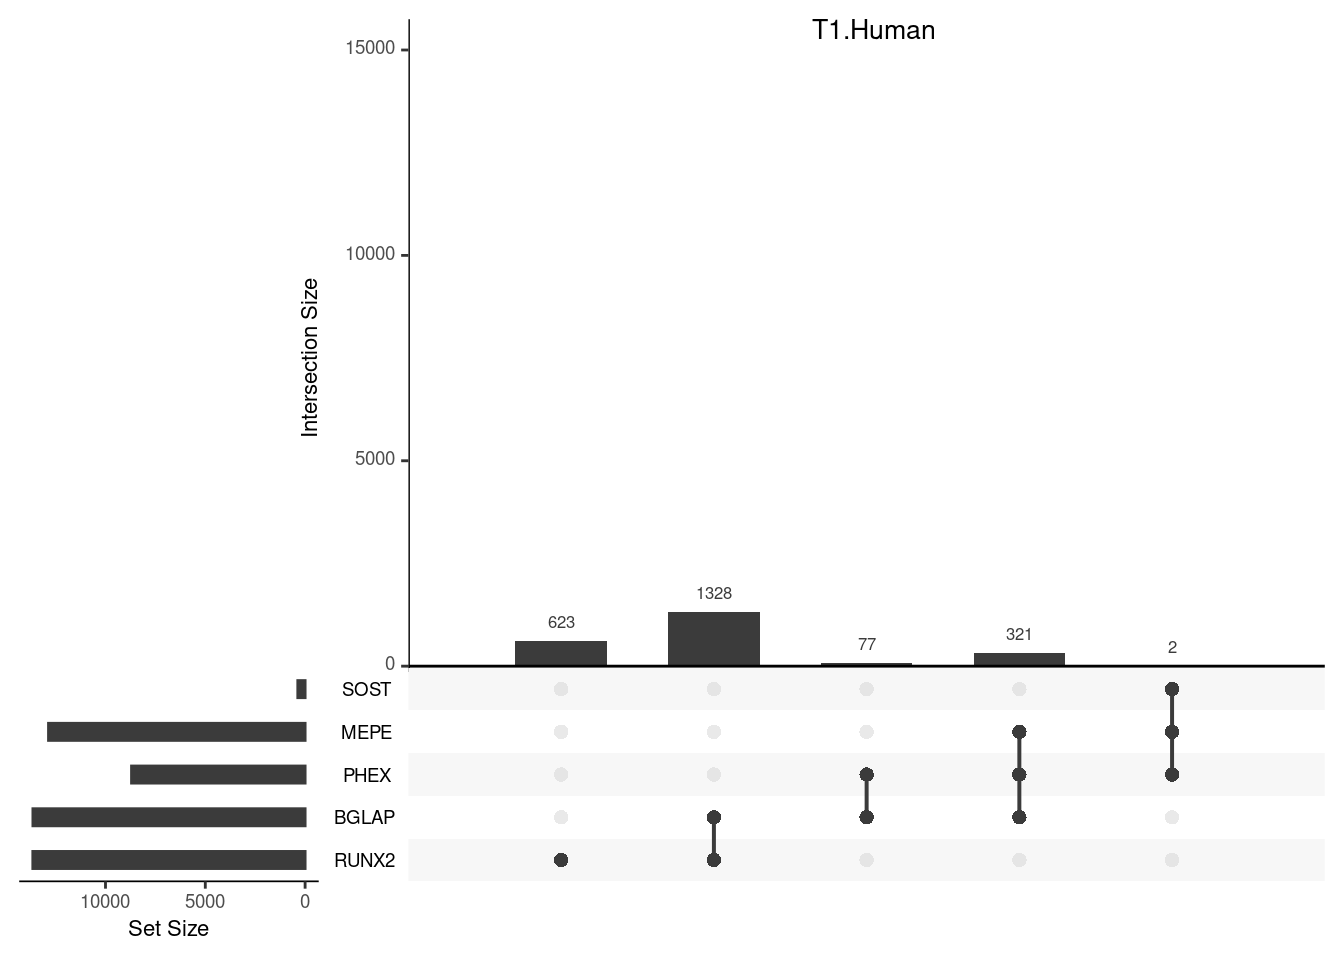 T1.Human
15000
10000
5000
0
Intersection Size
623
1328
77
321
2
SOST
MEPE
PHEX
BGLAP
RUNX2
10000 5000 0
Set Size